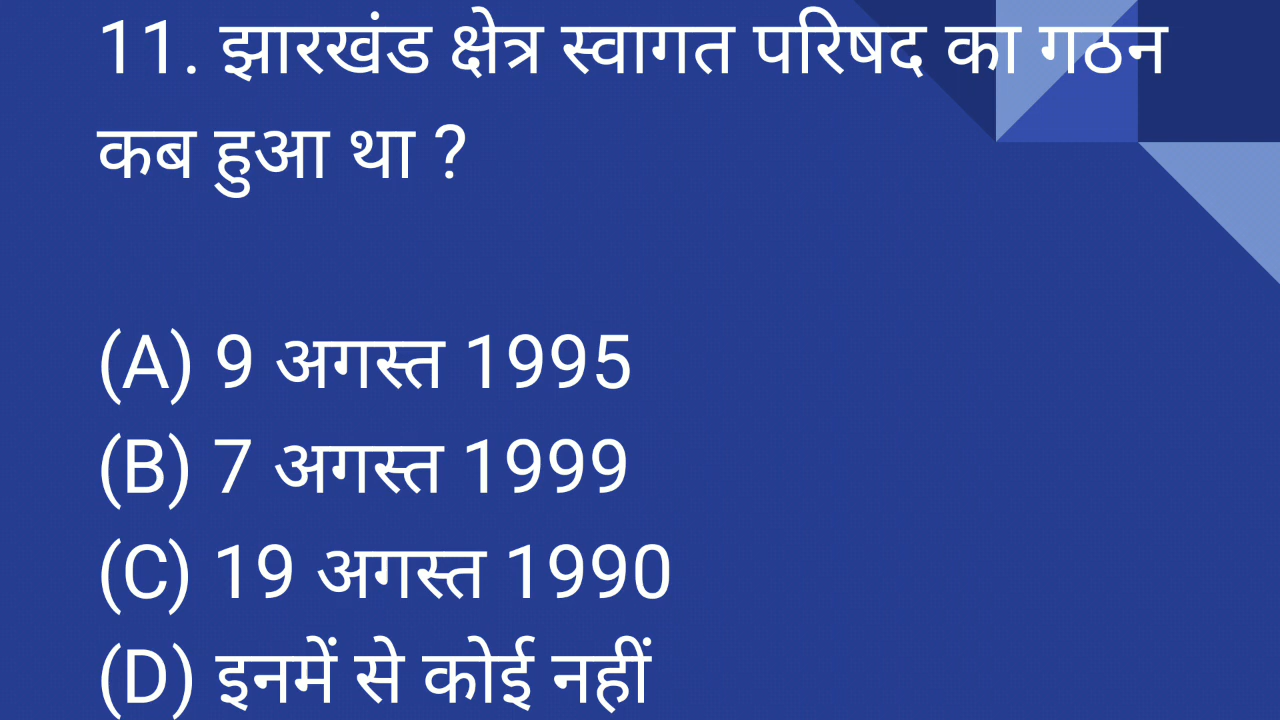 11. झारखंड क्षेत्र स्वागत परिषद का गठन
कब हुआ था ?
(A) 9 अगस्त 1995
(B) 7 अगस्त 1999
(C) 19 अगस्त 1990
(D) इनमें से कोई नहीं